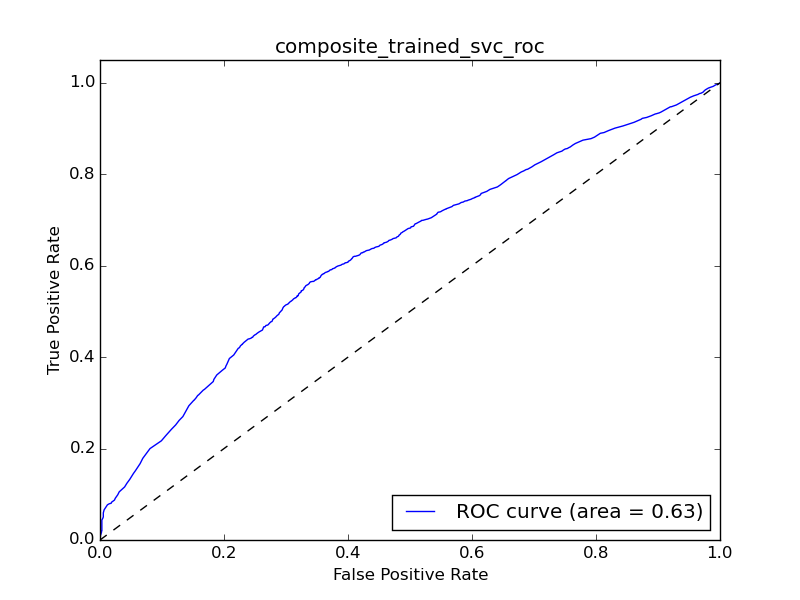 composite_trained_svc_roc
1.0
0.8
0.6
0.4
0.2
0.0
True Positive Rate
ROC curve (area = 0.63)
0.0 0.2 0.4 0.6 0.8 1.0
False Positive Rate